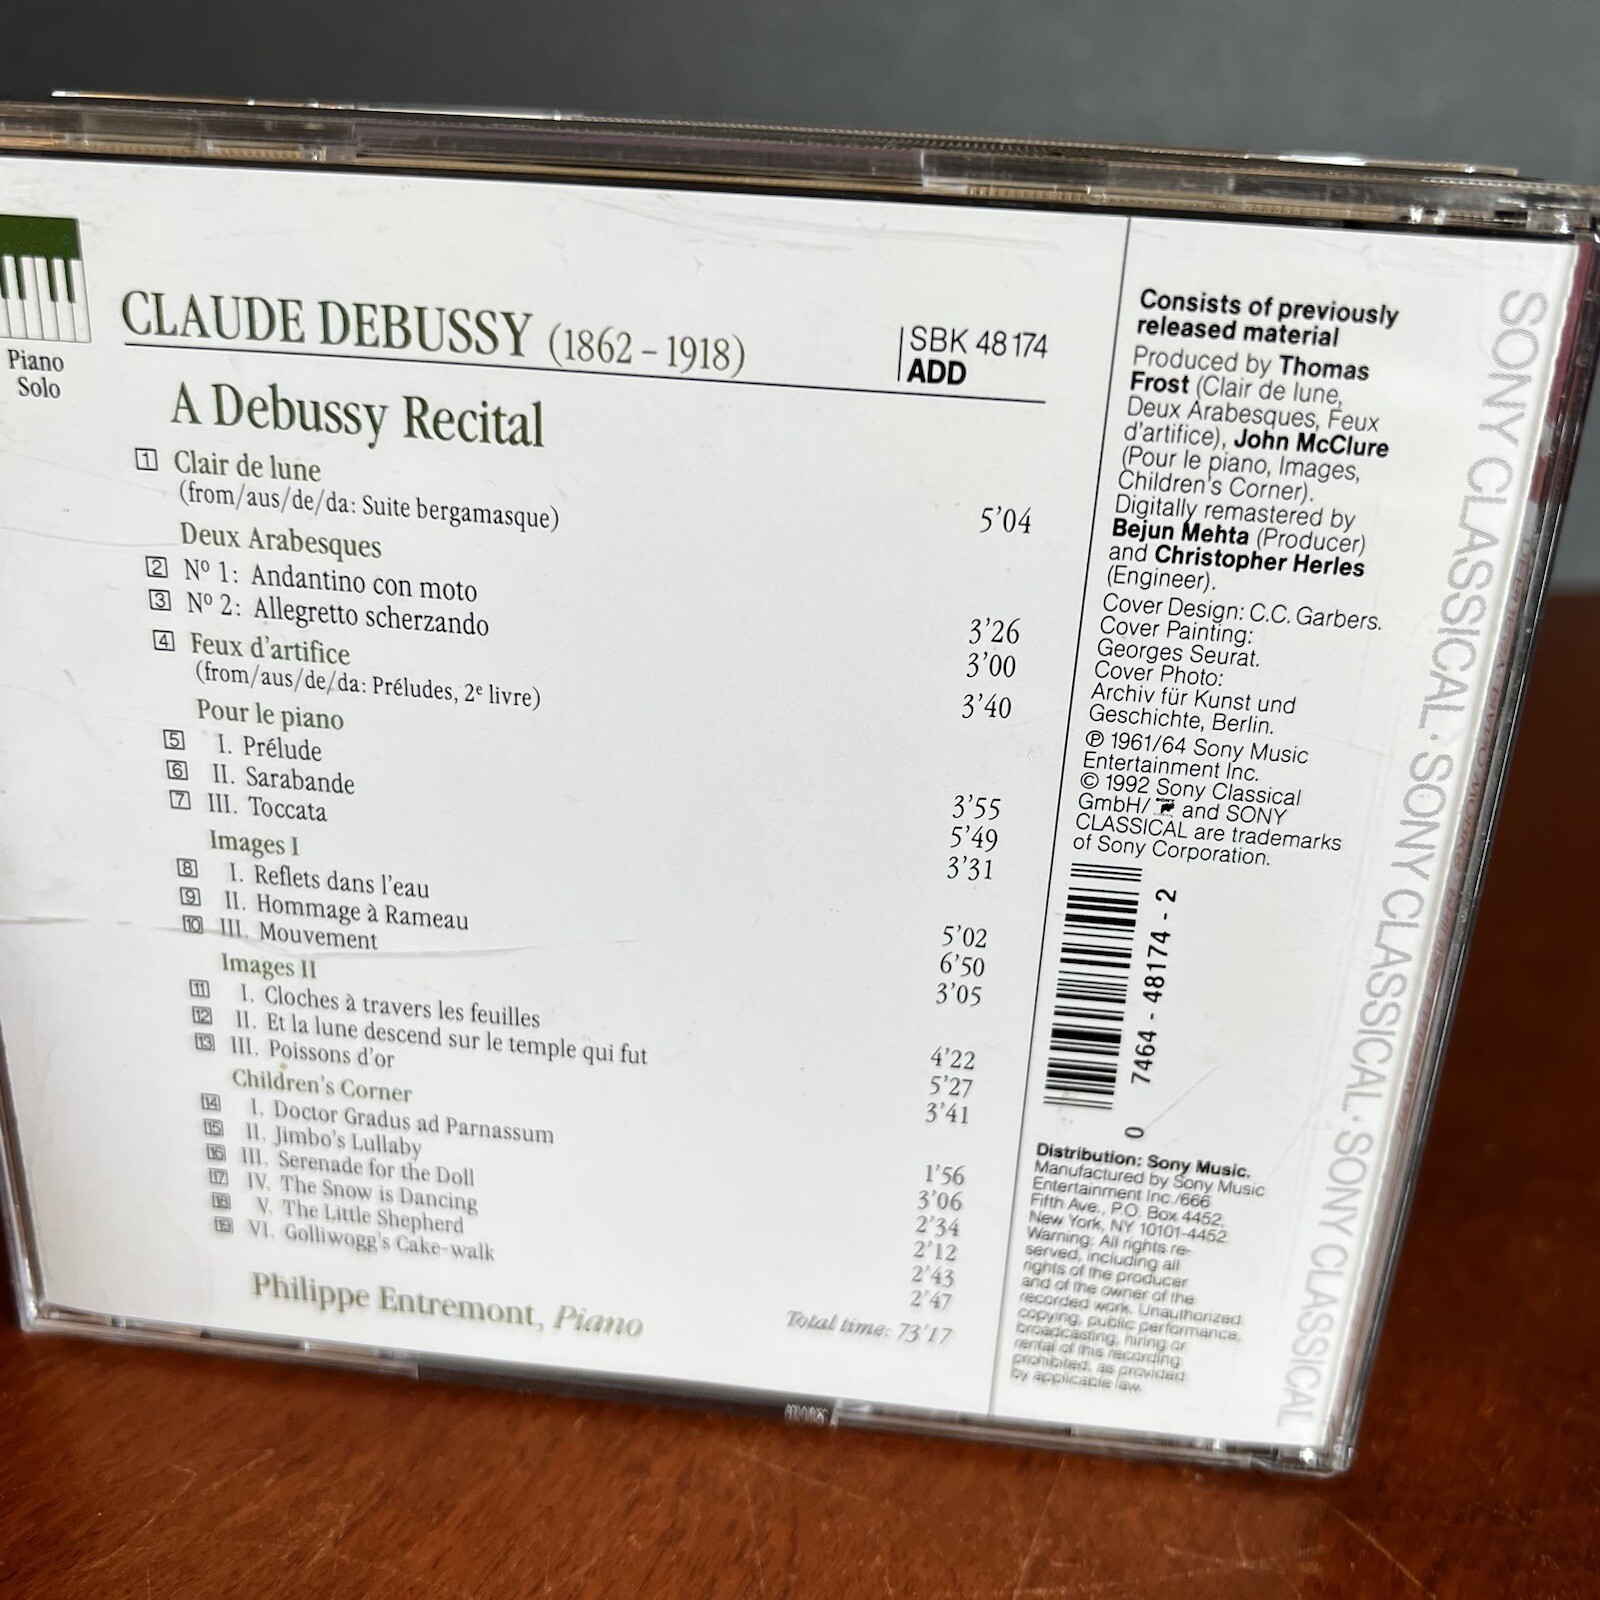 Piano
Solo
CLAUDE DEBUSSY (1862 – 1918)
SBK 48174
ADD
A Debussy Recital
1 Clair de lune
(from/aus/de/da: Suite bergamasque) 5’04
Deux Arabesques
2 Nº 1: Andantino con moto 3’26
3 Nº 2: Allegretto scherzando 3’00
4 Feux d’artifice
(from/aus/de/da: Préludes, 2e livre) 3’40
Pour le piano
5 I. Prélude 3’55
6 II. Sarabande 5’49
7 III. Toccata 3’31
Images I
8 I. Reflets dans l’eau 5’02
9 II. Hommage à Rameau 6’50
10 III. Mouvement 3’05
Images II
11 I. Cloches à travers les feuilles 4’22
12 II. Et la lune descend sur le temple qui fut 5’27
13 III. Poissons d’or 3’41
Children’s Corner
14 I. Doctor Gradus ad Parnassum 1’56
15 II. Jimbo’s Lullaby 3’06
16 III. Serenade for the Doll 2’34
17 IV. The Snow is Dancing 2’12
18 V. The Little Shepherd 2’43
19 VI. Golliwogg’s Cake-walk 2’47
Philippe Entremont, Piano
Total time: 73’17
Consists of previously
released material
Produced by Thomas
Frost (Clair de lune,
Deux Arabesques, Feux
d’artifice), John McClure
(Pour le piano, Images,
Children’s Corner).
Digitally remastered by
Bejun Mehta (Producer)
and Christopher Herles
(Engineer).
Cover Design: C.C. Garbers.
Cover Painting:
Georges Seurat.
Cover Photo:
Archiv für Kunst und
Geschichte, Berlin.
℗ 1961/64 Sony Music
Entertainment Inc.
© 1992 Sony Classical
GmbH/ SONY and SONY
CLASSICAL are trademarks
of Sony Corporation.
0 7464-48174-2
Distribution: Sony Music.
Manufactured by Sony Music
Entertainment Inc./666
Fifth Ave., P.O. Box 4452,
New York, NY 10101-4452.
Warning: All rights re-
served, including all
rights of the producer
and of the owner of the
recorded work. Unauthorized
copying, public performance,
broadcasting, hiring or
rental of this recording
prohibited, as provided
by applicable law.
SONY CLASSICAL · SONY CLASSICAL · SONY CLASSICAL